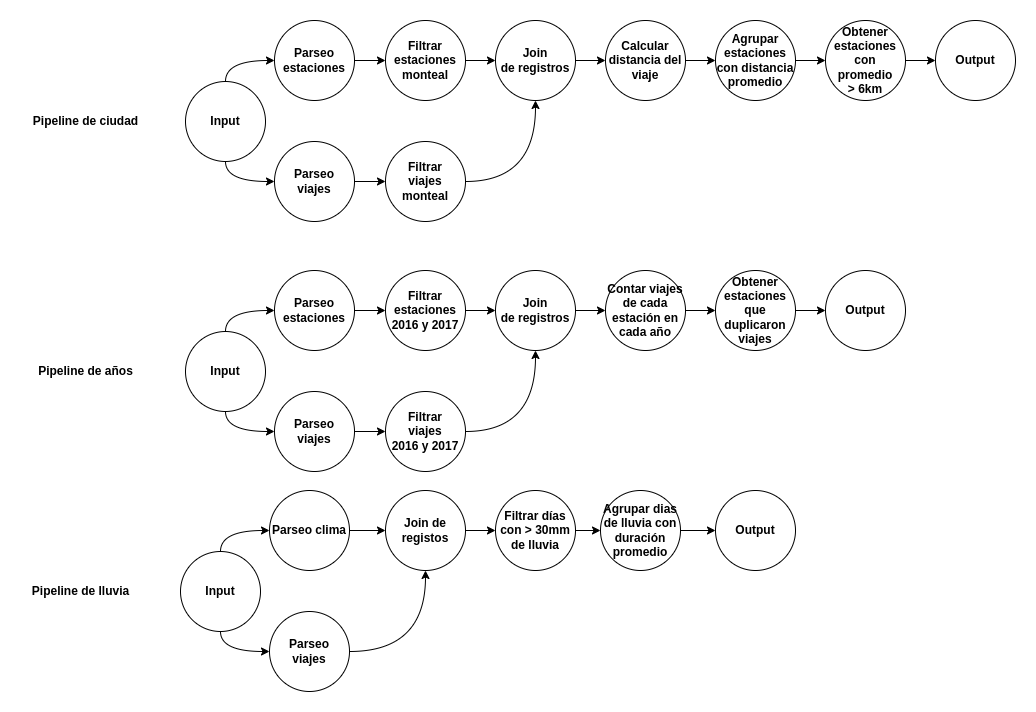 Pipeline de ciudad
Input
Parseo
estaciones
Filtrar
estaciones
monteal
Join
de registros
Calcular
distancia del
viaje
Agrupar
estaciones
con distancia
promedio
Obtener
estaciones
con
promedio
> 6km
Output
Parseo
viajes
Filtrar
viajes
monteal
Pipeline de años
Input
Parseo
estaciones
Filtrar
estaciones
2016 y 2017
Join
de registros
Contar viajes
de cada
estación en
cada año
Obtener
estaciones
que
duplicaron
viajes
Output
Parseo
viajes
Filtrar
viajes
2016 y 2017
Pipeline de lluvia
Input
Parseo clima
Join de
registos
Filtrar días
con > 30mm
de lluvia
Agrupar dias
de lluvia con
duración
promedio
Output
Parseo
viajes